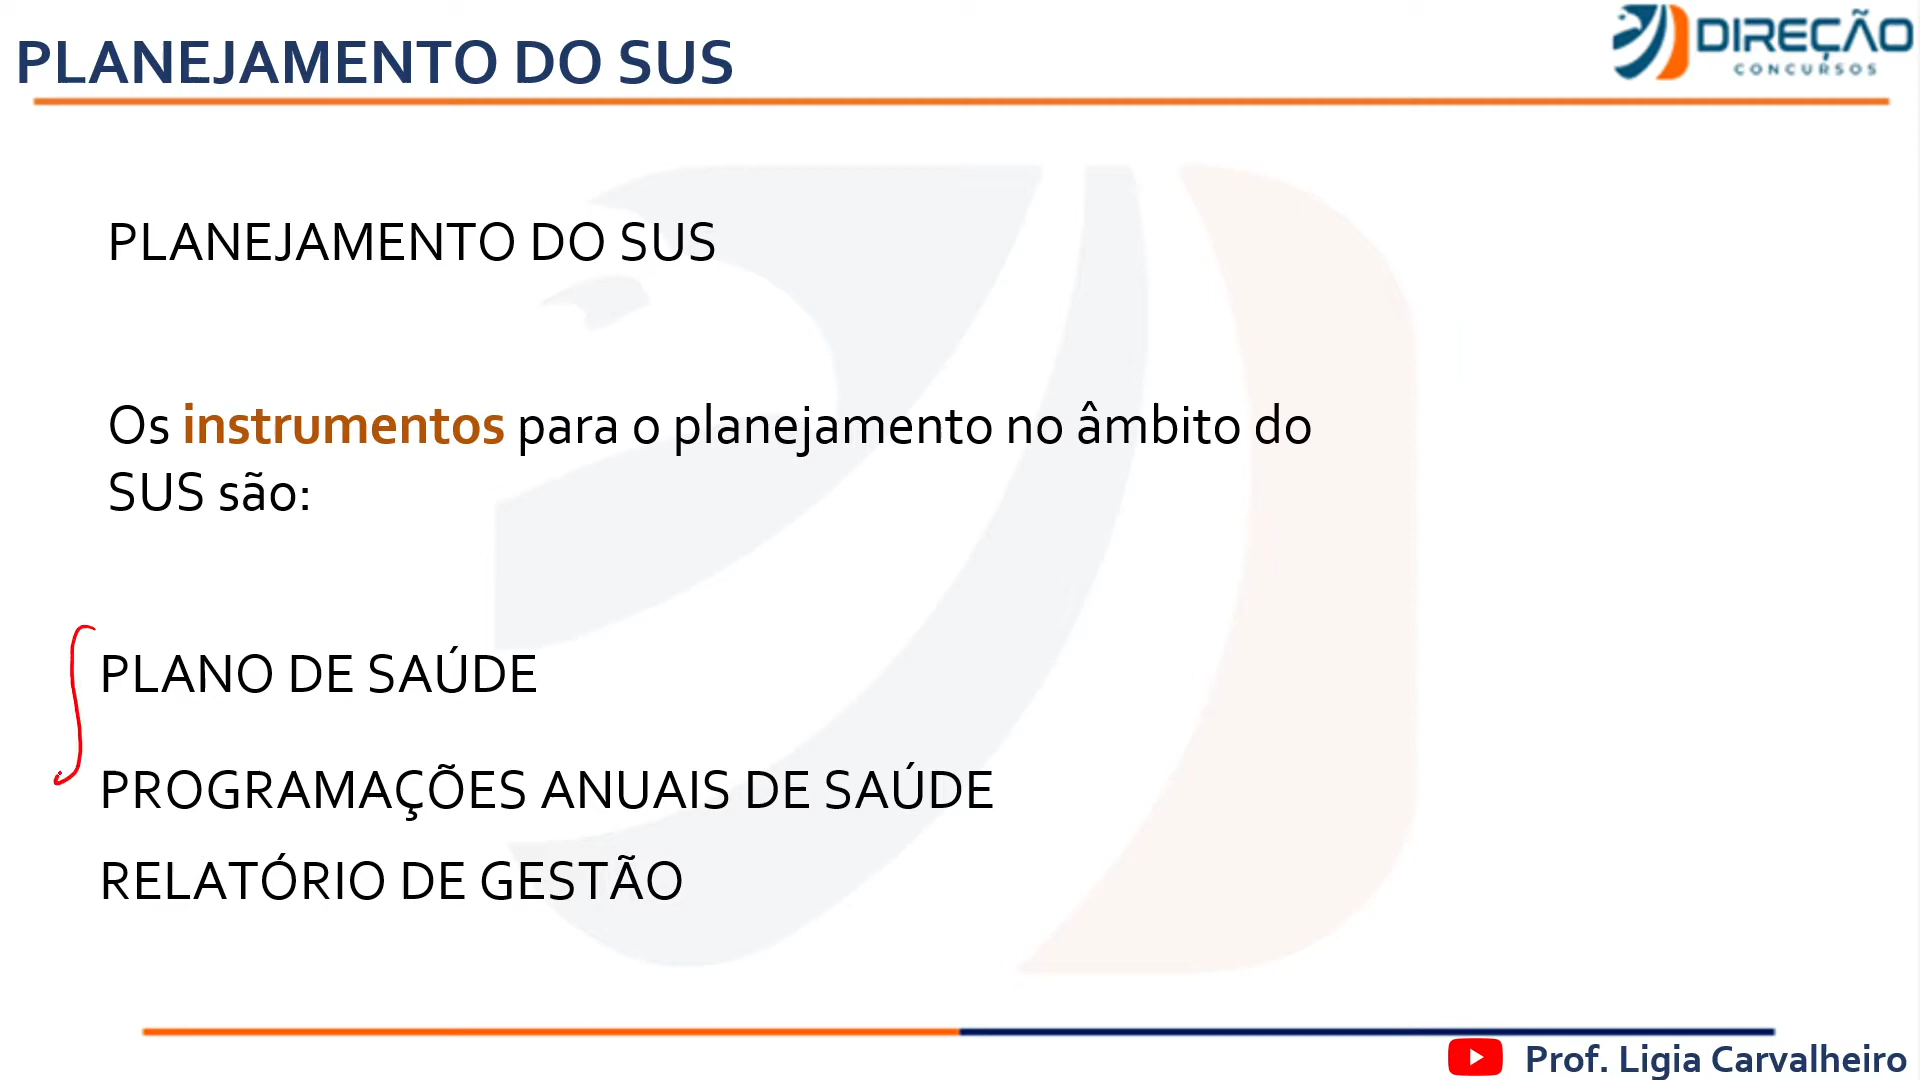 PLANEJAMENTO DO SUS
DIREÇÃO
CONCURSOS
PLANEJAMENTO DO SUS
Os instrumentos para o planejamento no âmbito do
SUS são:
PLANO DE SAÚDE
PROGRAMAÇÕES ANUAIS DE SAÚDE
RELATÓRIO DE GESTÃO
Prof. Ligia Carvalheiro